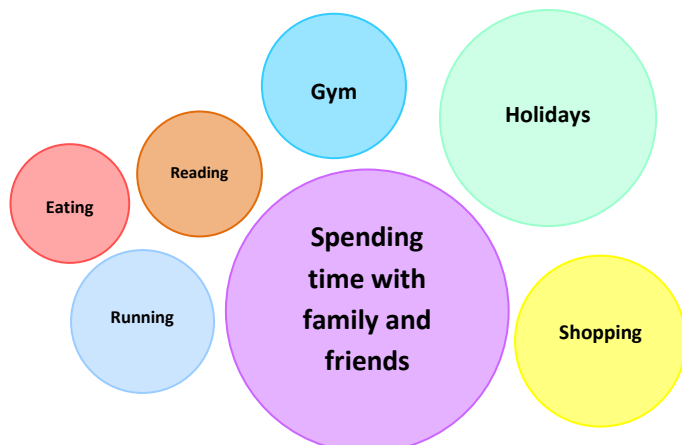 Gym
Holidays
Reading
Eating
Spending
time with
family and
friends
Running
Shopping